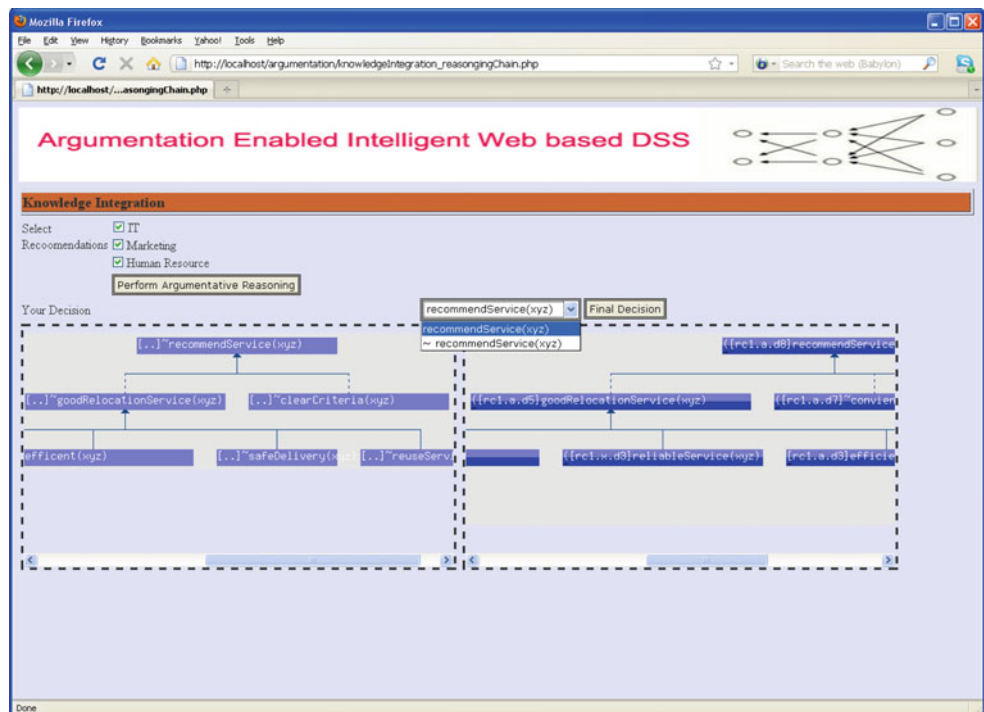 Mozilla Firefox
File Edit View History Bookmarks Yahoo! Tools Help
http://localhost/argumentation/knowledgeIntegration_reasongingChain.php
Search the web (Babylon)
http://localhost/...asongingChain.php
Argumentation Enabled Intelligent Web based DSS
Knowledge Integration
Select
Recoomendations
IT
Marketing
Human Resource
Perform Argumentative Reasoning
Your Decision
recommendService(xyz)
Final Decision
recommendService(xyz)
~ recommendService(xyz)
[..]~recommendService(xyz)
[..]~goodRelocationService(xyz) [..]~clearCriteria(xyz)
efficent(xyz) [..]~safeDelivery(x [..]~reuseServi
([rc1.a.d8]recommendService
([rc1.a.d5]goodRelocationService(xyz) ([rc1.a.d7]~convien
([rc1.w.d3]reliableService(xyz) [rc1.a.d3]efficie
Done